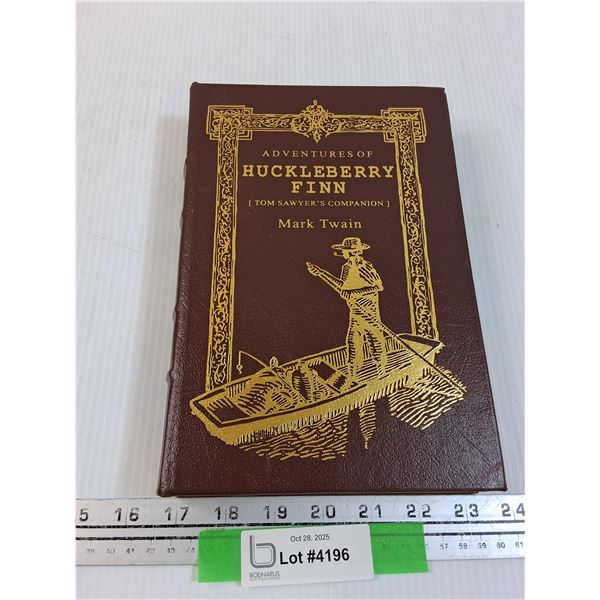 ADVENTURES OF
HUCKLEBERRY
FINN
[ TOM SAWYER'S COMPANION ]
Mark Twain
5 16 17 18 19 20 21 22 23 24
Oct 28, 2025
Lot #4196
BODNARUS